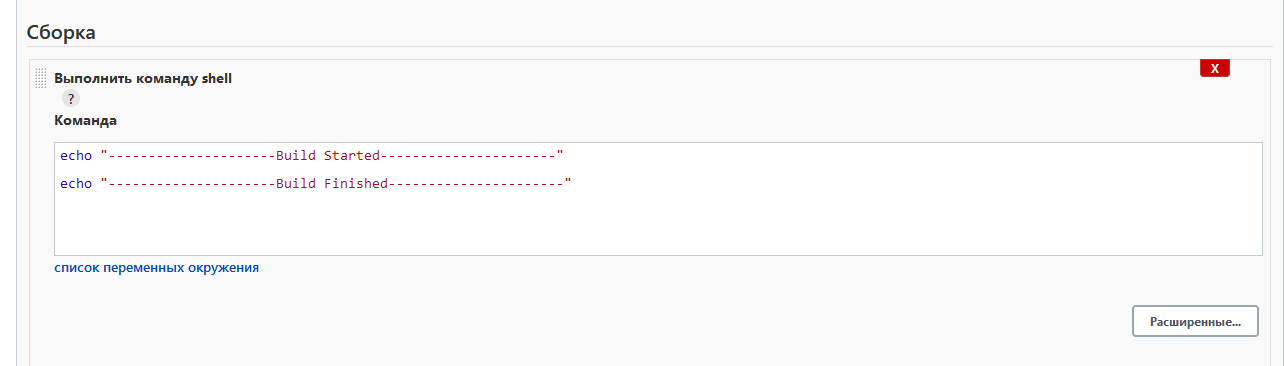 Сборка
X
Выполнить команду shell
?
Команда
echo "---------------------Build Started----------------------"
echo "---------------------Build Finished----------------------"
список переменных окружения
Расширенные...